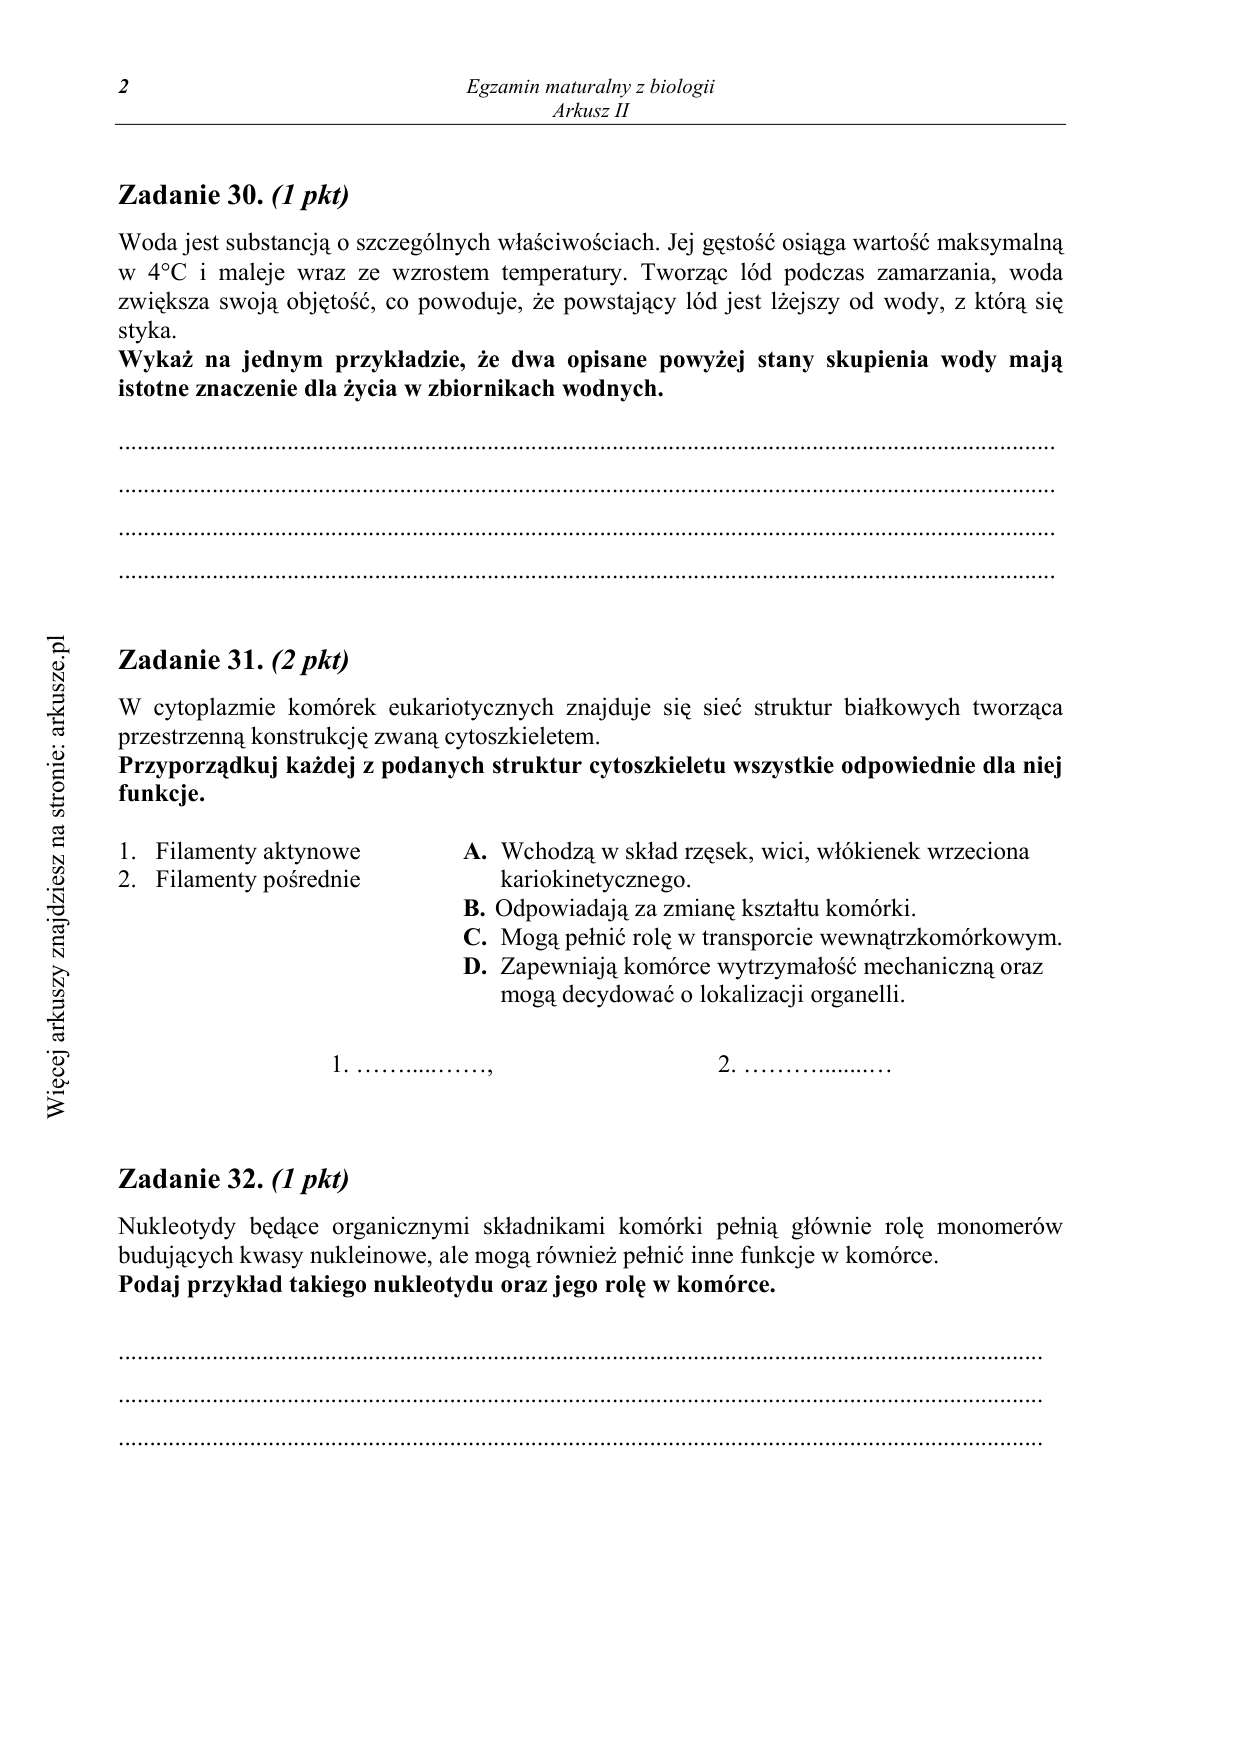 2
Egzamin maturalny z biologii
Arkusz II
Zadanie 30. (1 pkt)
Woda jest substancją o szczególnych właściwościach. Jej gęstość osiąga wartość maksymalną
w 4°C i maleje wraz ze wzrostem temperatury. Tworząc lód podczas zamarzania, woda
zwiększa swoją objętość, co powoduje, że powstający lód jest lżejszy od wody, z którą się
styka.
Wykaż na jednym przykładzie, że dwa opisane powyżej stany skupienia wody mają
istotne znaczenie dla życia w zbiornikach wodnych.
Zadanie 31. (2 pkt)
W cytoplazmie komórek eukariotycznych znajduje się sieć struktur białkowych tworząca
przestrzenną konstrukcję zwaną cytoszkieletem.
Przyporządkuj każdej z podanych struktur cytoszkieletu wszystkie odpowiednie dla niej
funkcje.
1. Filamenty aktynowe
2. Filamenty pośrednie
A. Wchodzą w skład rzęsek, wici, włókienek wrzeciona
kariokinetycznego.
B. Odpowiadają za zmianę kształtu komórki.
C. Mogą pełnić rolę w transporcie wewnątrzkomórkowym.
D. Zapewniają komórce wytrzymałość mechaniczną oraz
mogą decydować o lokalizacji organelli.
1. ……......……, 2. ………........…
Zadanie 32. (1 pkt)
Nukleotydy będące organicznymi składnikami komórki pełnią głównie rolę monomerów
budujących kwasy nukleinowe, ale mogą również pełnić inne funkcje w komórce.
Podaj przykład takiego nukleotydu oraz jego rolę w komórce.
Więcej arkuszy znajdziesz na stronie: arkusze.pl